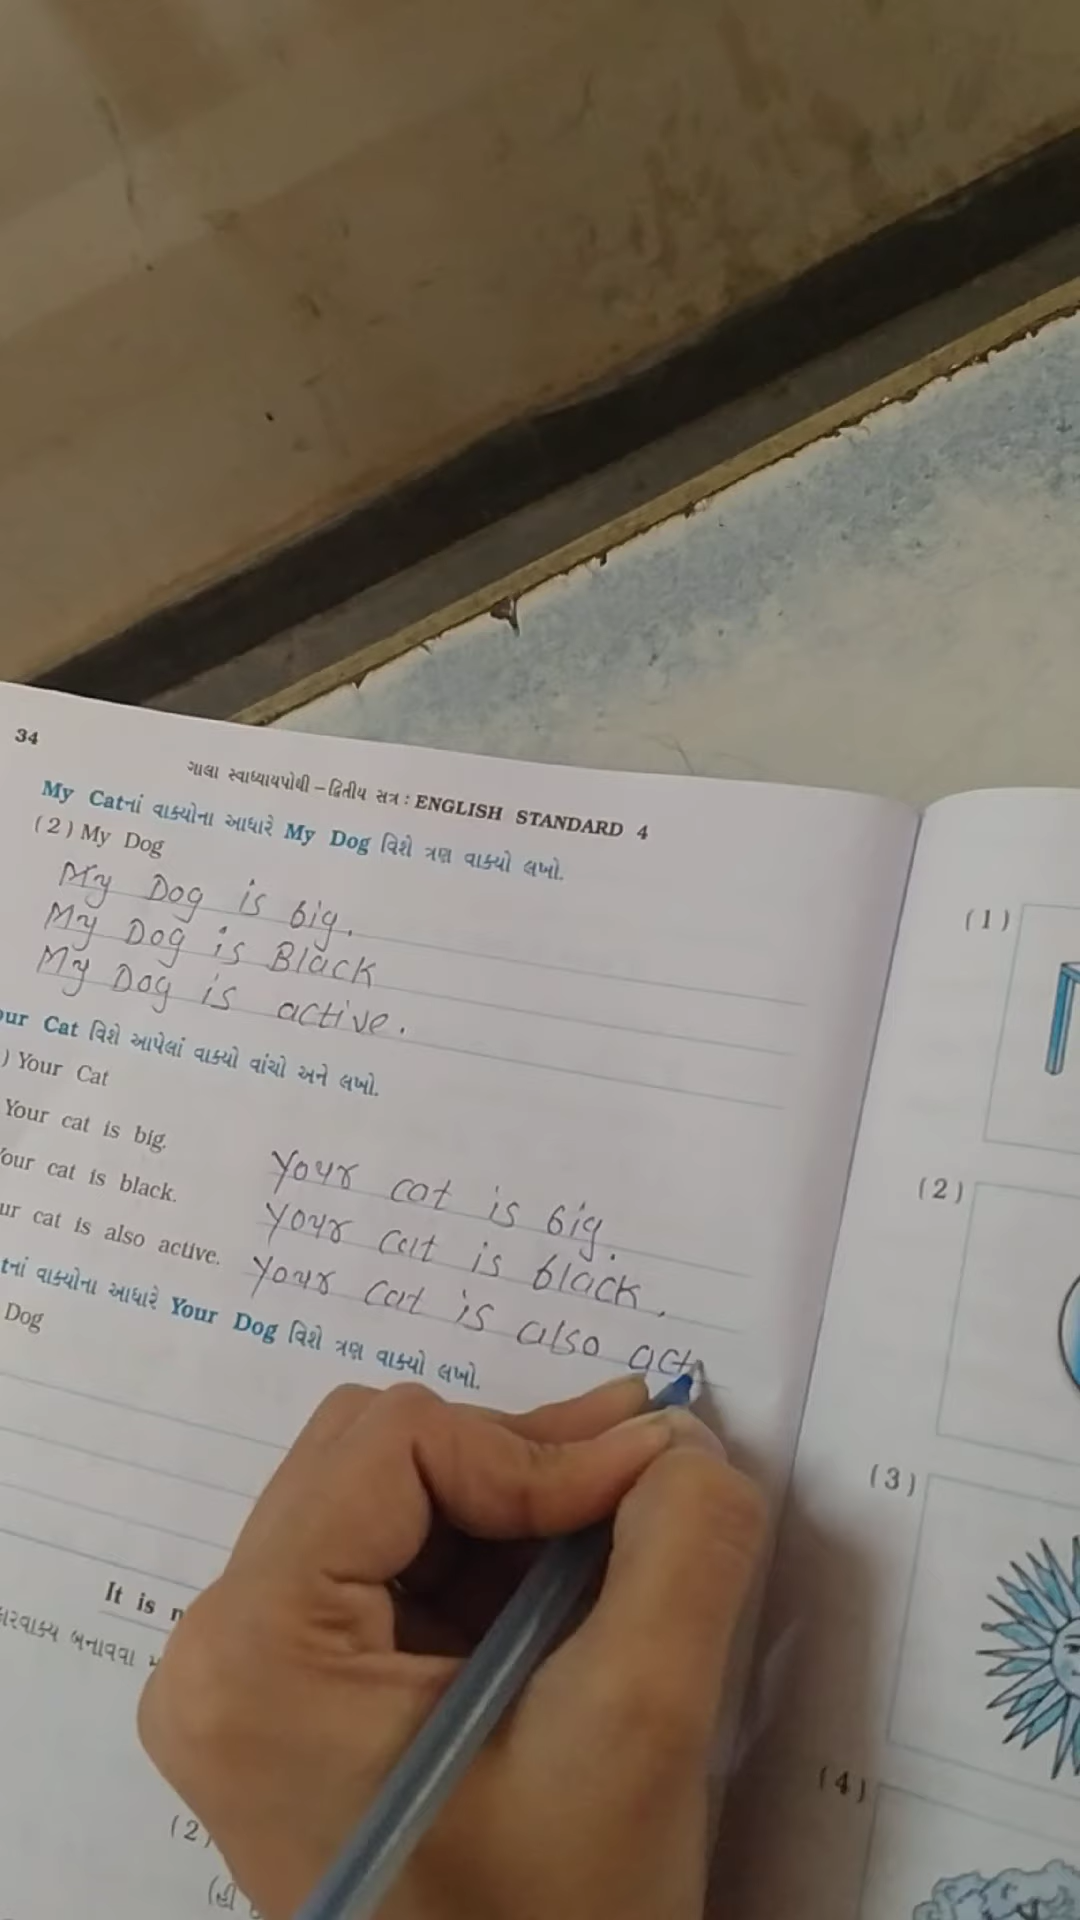 34
ગાલા સ્વાધ્યાયપોથી – દ્વિતીય સત્ર : ENGLISH STANDARD 4
My Catનાં વાક્યોના આધારે My Dog વિશે ત્રણ વાક્યો લખો.
(2) My Dog
My Dog is big.
My Dog is Black
My Dog is active.
Cat વિશે આપેલાં વાક્યો વાંચો અને લખો.
) Your Cat
Your cat is big.
Your cat is big.
cat is black.
Your cat is black.
cat is also active.
Your cat is also act
વાક્યોના આધારે Your Dog વિશે ત્રણ વાક્યો લખો.
Dog
It is
બનાવવા
(2)
(1)
(2)
(3)
(4)